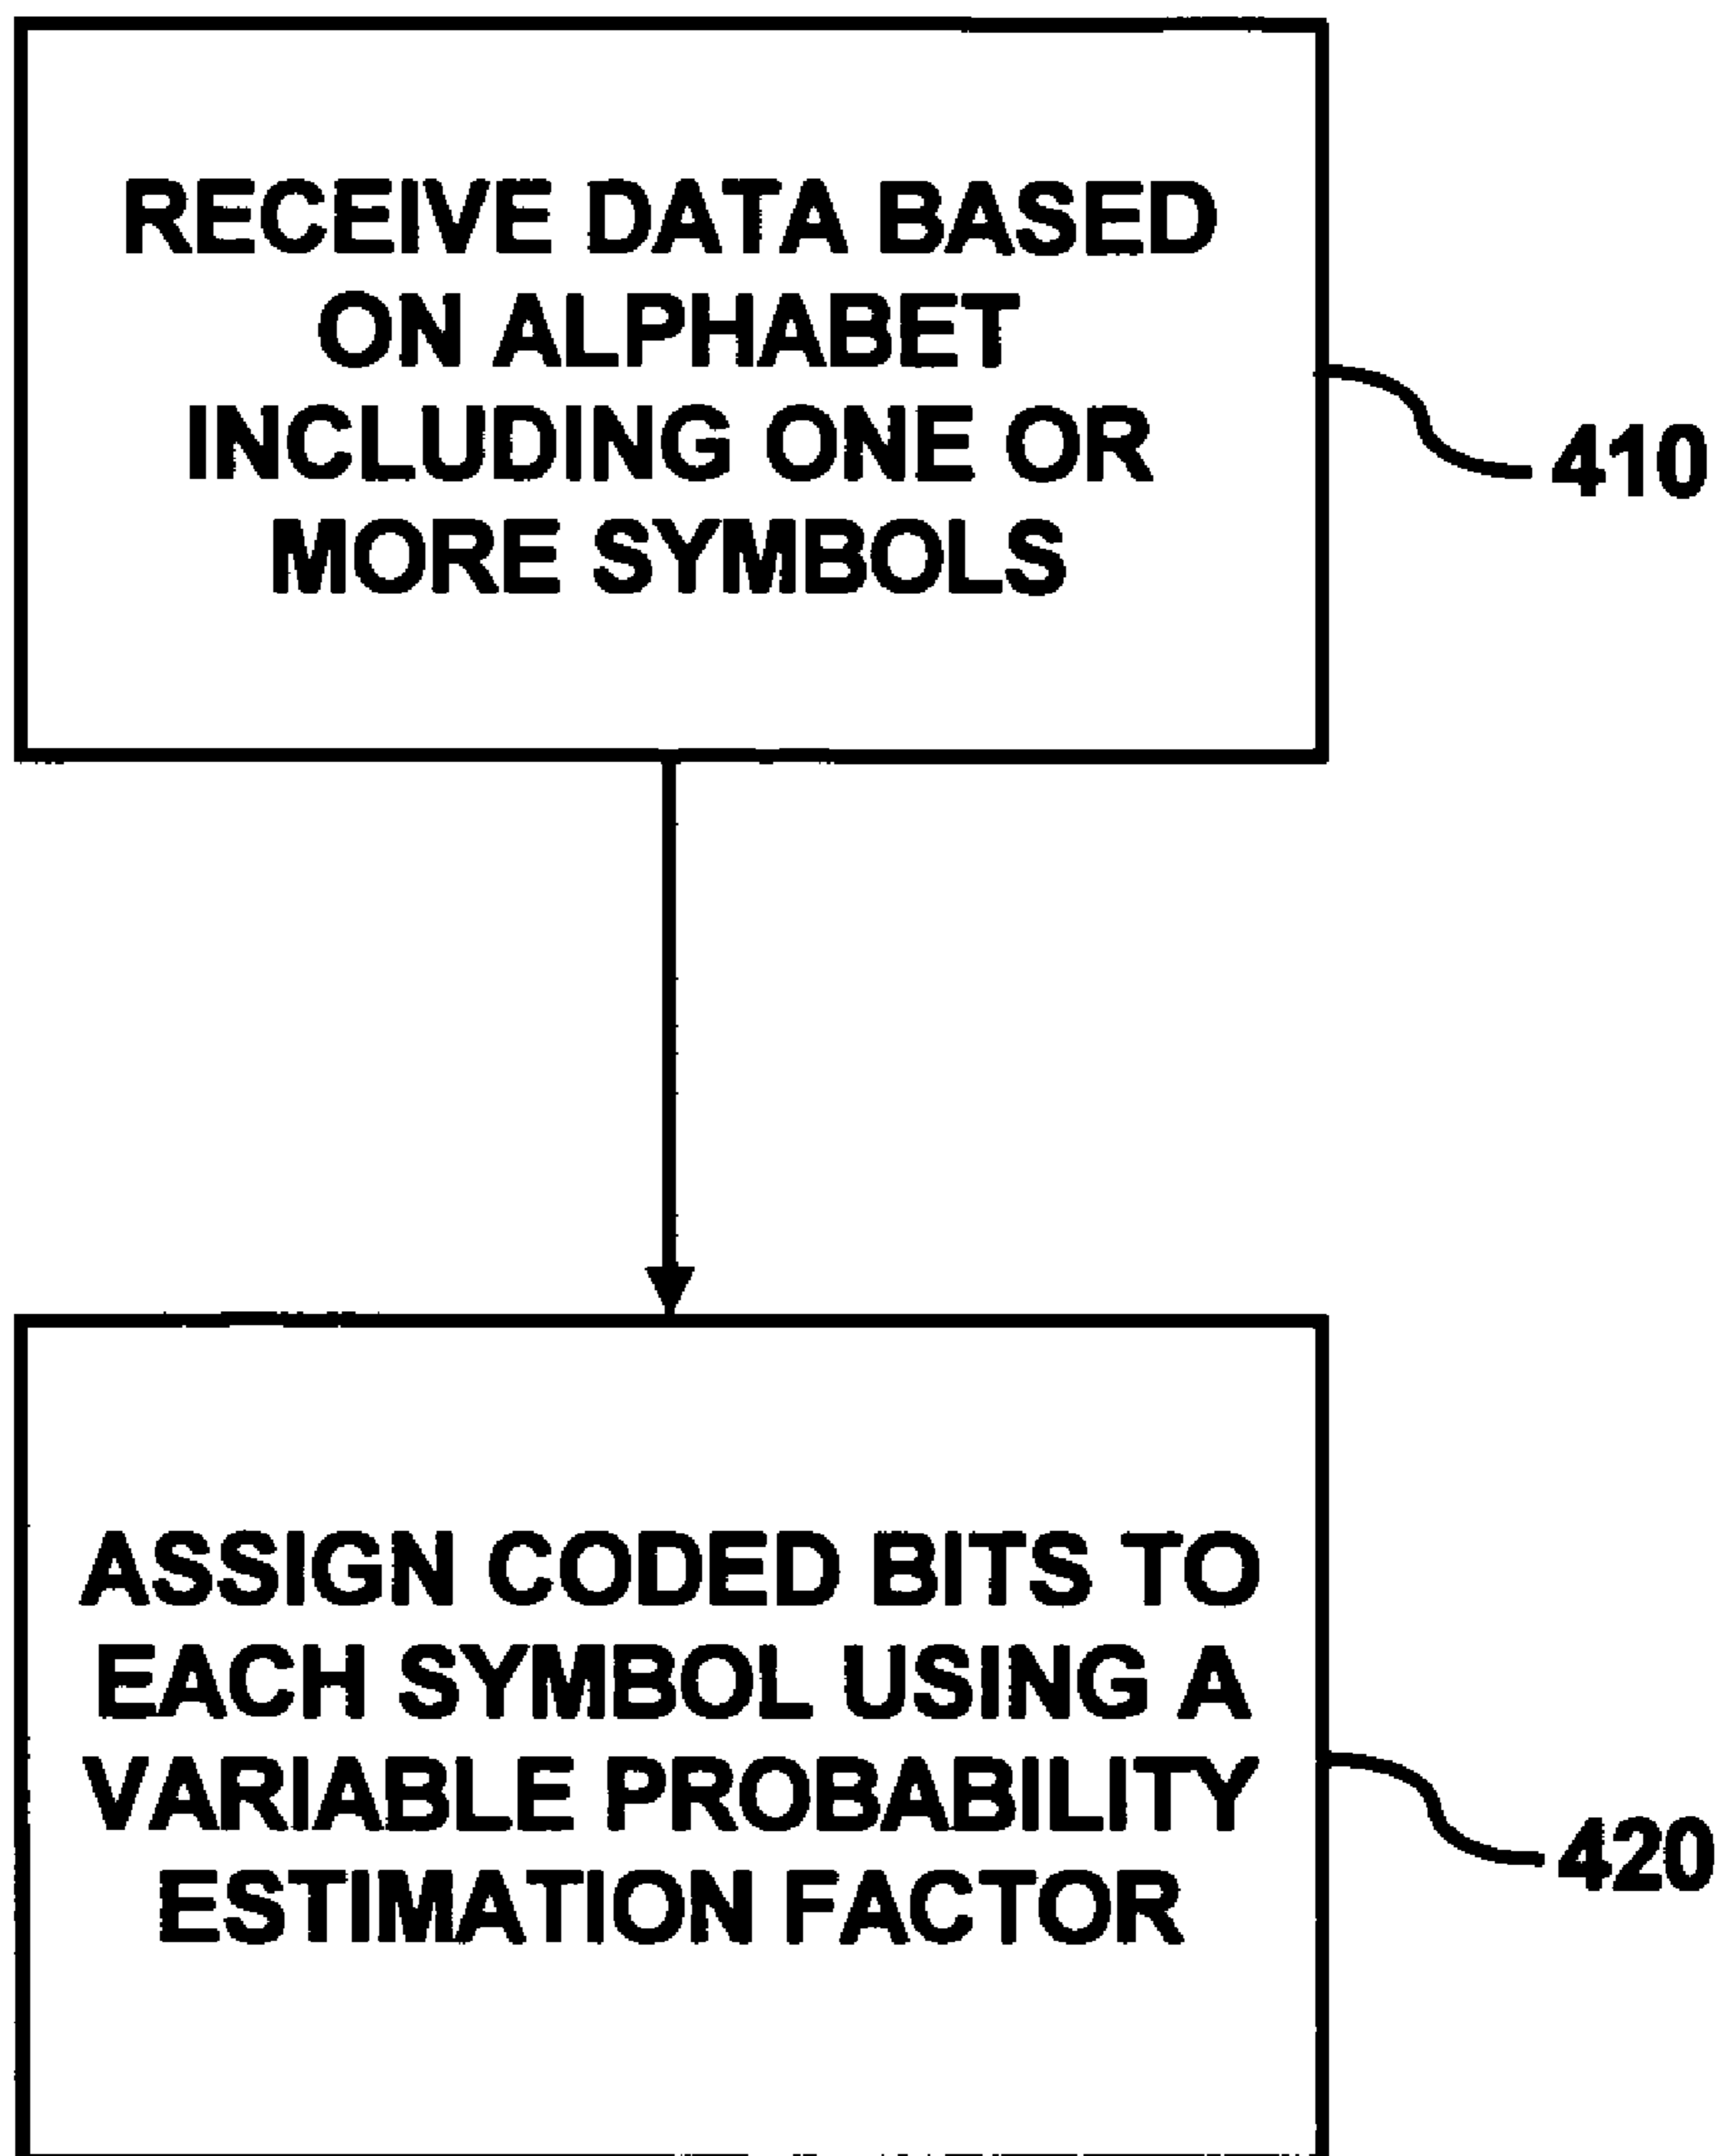 RECEIVE DATA BASED
ON ALPHABET
INCLUDING ONE OR
MORE SYMBOLS
410
ASSIGN CODED BITS TO
EACH SYMBOL USING A
VARIABLE PROBABILITY
ESTIMATION FACTOR
420